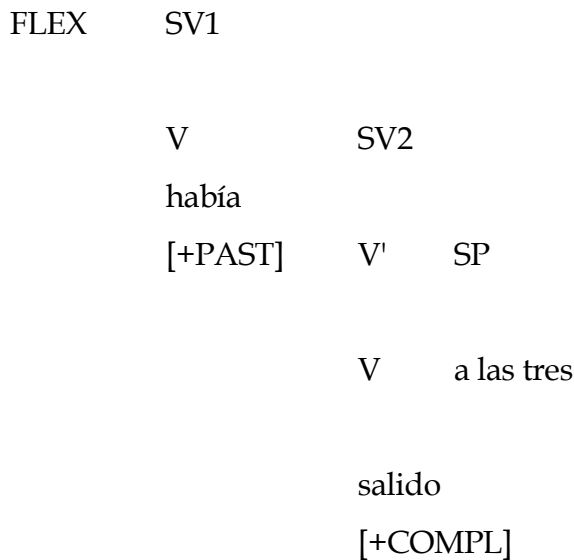 FLEX SV1
V SV2
había
[+PAST] V' SP
V a las tres
salido
[+COMPL]